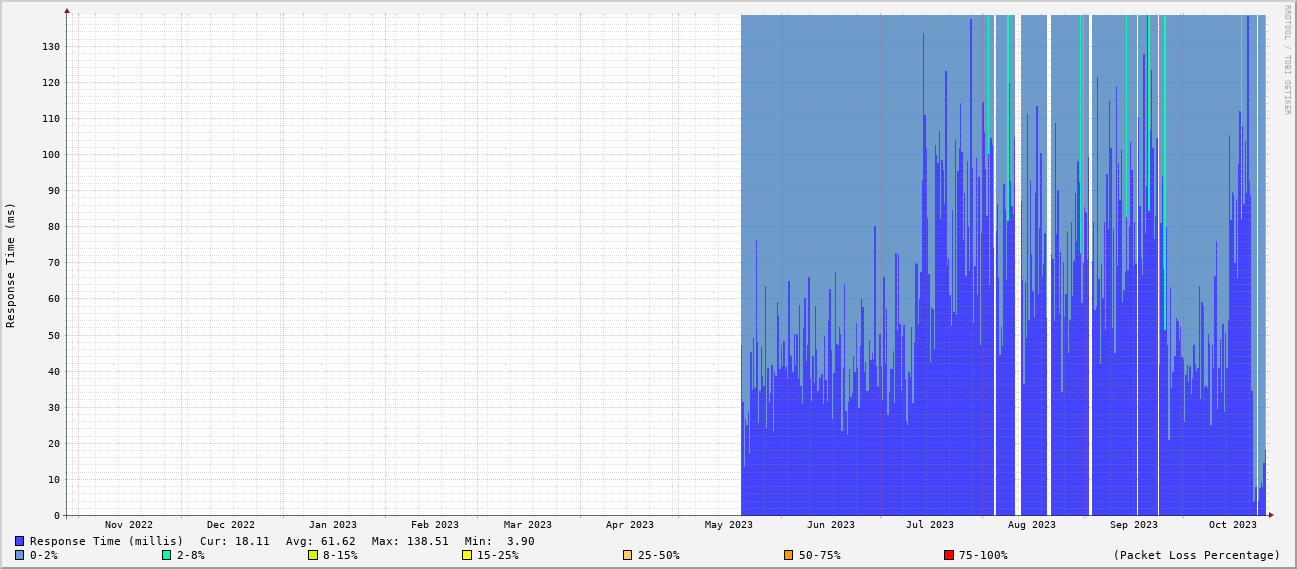 RRDTOOL / TOBI OETIKER
Response Time (ms)
130
120
110
100
90
80
70
60
50
40
30
20
10
0
Nov 2022 Dec 2022 Jan 2023 Feb 2023 Mar 2023 Apr 2023 May 2023 Jun 2023 Jul 2023 Aug 2023 Sep 2023 Oct 2023
Response Time (millis) Cur: 18.11 Avg: 61.62 Max: 138.51 Min: 3.90
0-2% 2-8% 8-15% 15-25% 25-50% 50-75% 75-100% (Packet Loss Percentage)